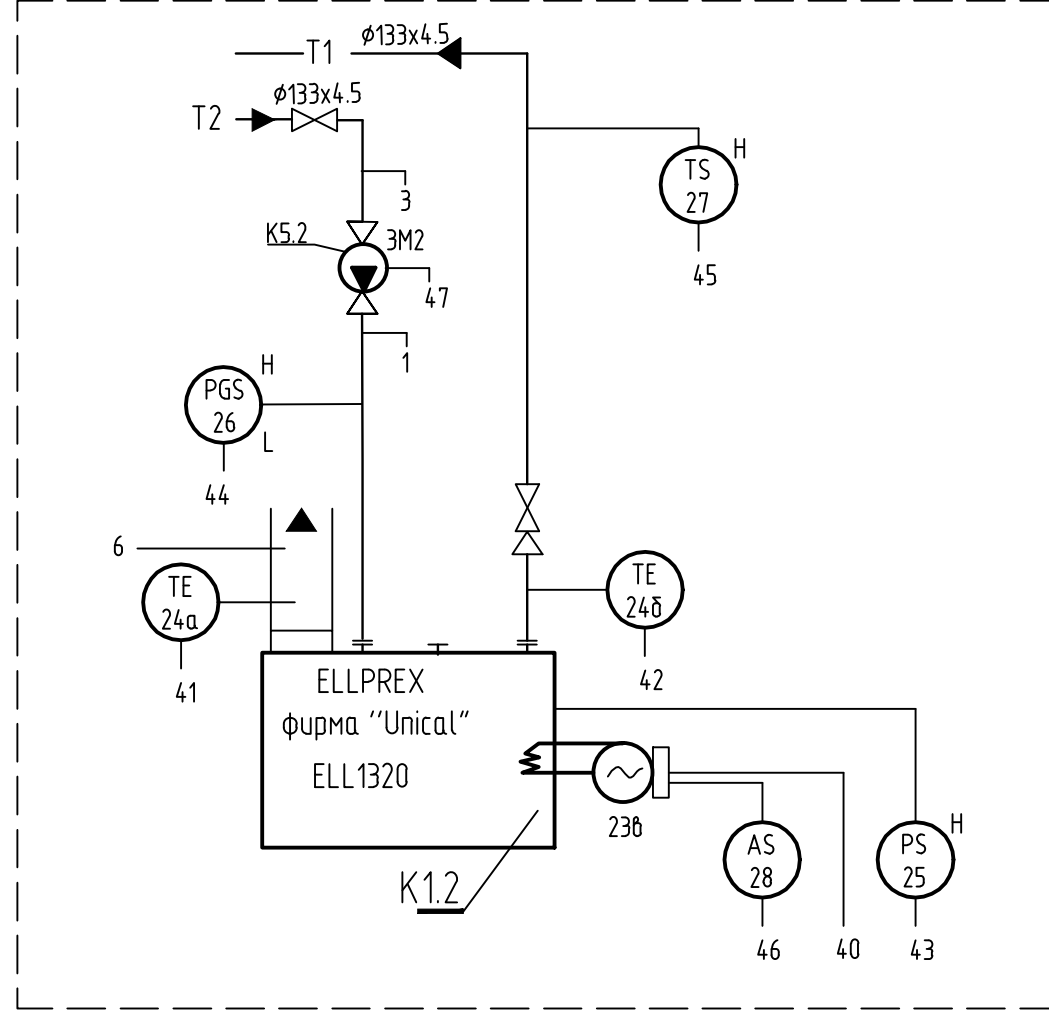 ϕ133x4.5
T1
ϕ133x4.5
T2
TS
27
H
3
K5.2
3M2
47
45
1
H
PGS
26
L
44
6
TE
24а
TE
24б
41
42
ELLPREX
фирма "Unical"
ELL1320
23в
H
AS
28
PS
25
K1.2
46
40
43